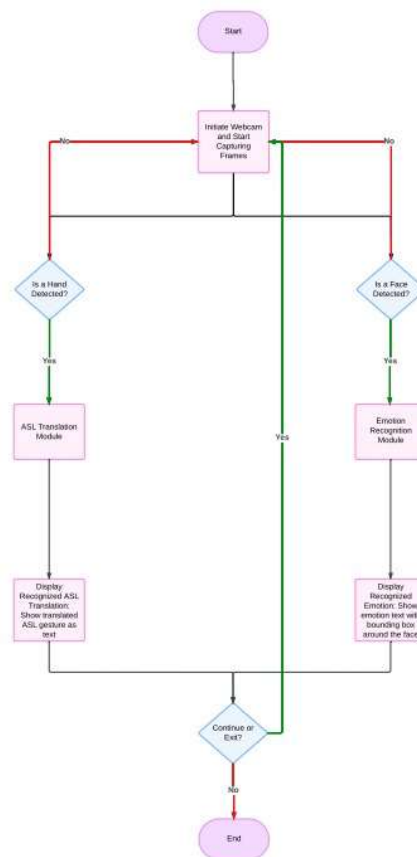 Start
Initiate Webcam
and Start
Capturing
Frames
No
No
Is a Hand
Detected?
Is a Face
Detected?
Yes
Yes
ASL Translation
Module
Emotion
Recognition
Module
Yes
Display
Recognized ASL
Translation:
Show translated
ASL gesture as
text
Display
Recognized
Emotion: Show
emotion text with
bounding box
around the face
Continue or
Exit?
No
End